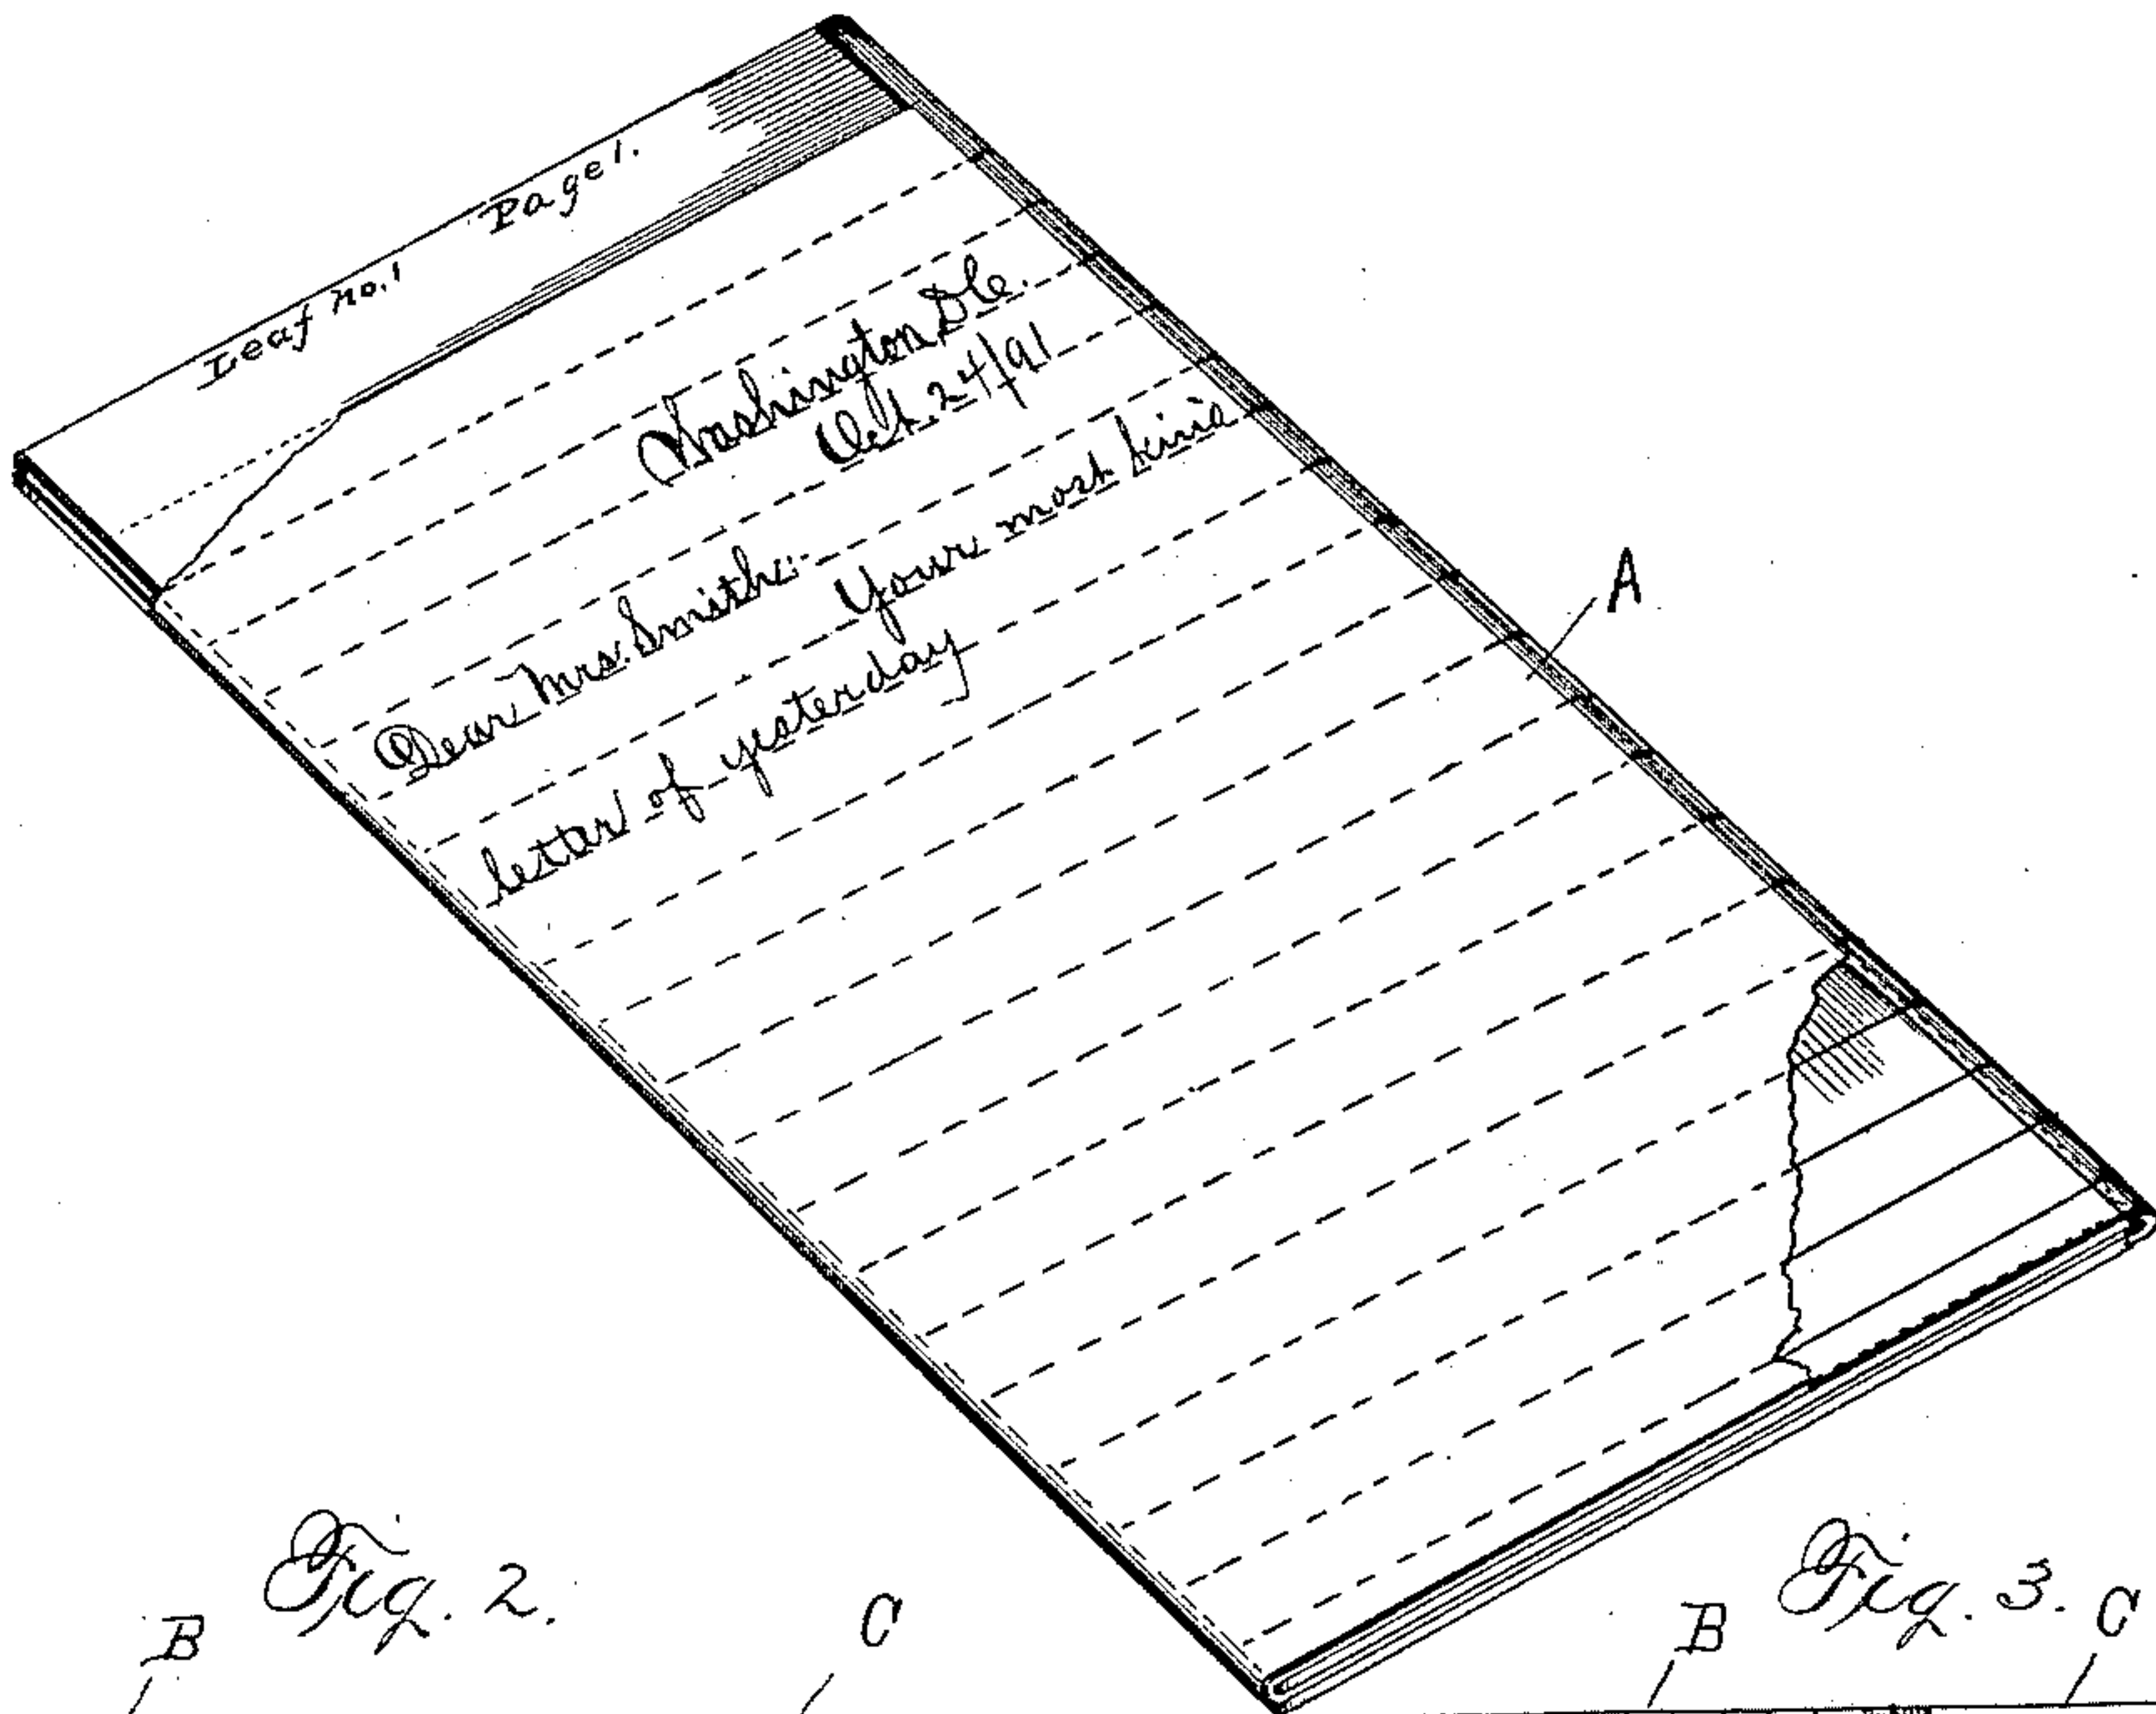 Leaf no. 1 Page 1.
Washington, D.C.
Oct. 24/91
Dear Mrs. Smith:-
Your most kind
letter of yesterday
A
Fig. 2.
B C
Fig. 3.
B C